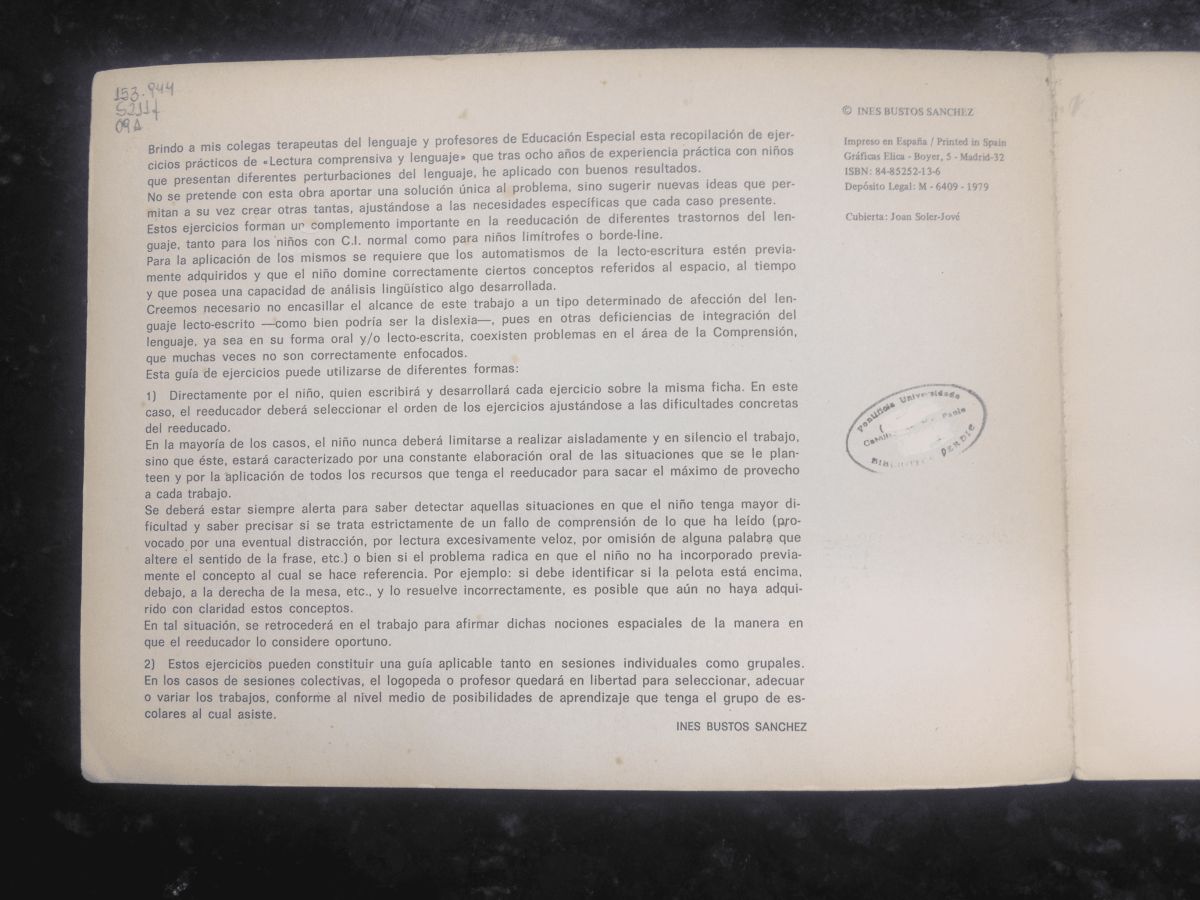 153.944
S211f
09A
Brindo a mis colegas terapeutas del lenguaje y profesores de Educación Especial esta recopilación de ejer-
cicios prácticos de «Lectura comprensiva y lenguaje» que tras ocho años de experiencia práctica con niños
que presentan diferentes perturbaciones del lenguaje, he aplicado con buenos resultados.
No se pretende con esta obra aportar una solución única al problema, sino sugerir nuevas ideas que per-
mitan a su vez crear otras tantas, ajustándose a las necesidades específicas que cada caso presente.
Estos ejercicios forman un complemento importante en la reeducación de diferentes trastornos del len-
guaje, tanto para los niños con C.I. normal como para niños limítrofes o borde-line.
Para la aplicación de los mismos se requiere que los automatismos de la lecto-escritura estén previa-
mente adquiridos y que el niño domine correctamente ciertos conceptos referidos al espacio, al tiempo
y que posea una capacidad de análisis lingüístico algo desarrollada.
Creemos necesario no encasillar el alcance de este trabajo a un tipo determinado de afección del len-
guaje lecto-escrito —como bien podría ser la dislexia—, pues en otras deficiencias de integración del
lenguaje, ya sea en su forma oral y/o lecto-escrita, coexisten problemas en el área de la Comprensión,
que muchas veces no son correctamente enfocados.
Esta guía de ejercicios puede utilizarse de diferentes formas:
1) Directamente por el niño, quien escribirá y desarrollará cada ejercicio sobre la misma ficha. En este
caso, el reeducador deberá seleccionar el orden de los ejercicios ajustándose a las dificultades concretas
del reeducado.
En la mayoría de los casos, el niño nunca deberá limitarse a realizar aisladamente y en silencio el trabajo,
sino que éste, estará caracterizado por una constante elaboración oral de las situaciones que se le plan-
teen y por la aplicación de todos los recursos que tenga el reeducador para sacar el máximo de provecho
a cada trabajo.
Se deberá estar siempre alerta para saber detectar aquellas situaciones en que el niño tenga mayor di-
ficultad y saber precisar si se trata estrictamente de un fallo de comprensión de lo que ha leído (pro-
vocado por una eventual distracción, por lectura excesivamente veloz, por omisión de alguna palabra que
altere el sentido de la frase, etc.) o bien si el problema radica en que el niño no ha incorporado previa-
mente el concepto al cual se hace referencia. Por ejemplo: si debe identificar si la pelota está encima,
debajo, a la derecha de la mesa, etc., y lo resuelve incorrectamente, es posible que aún no haya adqui-
rido con claridad estos conceptos.
En tal situación, se retrocederá en el trabajo para afirmar dichas nociones espaciales de la manera en
que el reeducador lo considere oportuno.
2) Estos ejercicios pueden constituir una guía aplicable tanto en sesiones individuales como grupales.
En los casos de sesiones colectivas, el logopeda o profesor quedará en libertad para seleccionar, adecuar
o variar los trabajos, conforme al nivel medio de posibilidades de aprendizaje que tenga el grupo de es-
colares al cual asiste.
INES BUSTOS SANCHEZ
© INES BUSTOS SANCHEZ
Impreso en España / Printed in Spain
Gráficas Elica - Boyer, 5 - Madrid-32
ISBN: 84-85252-13-6
Depósito Legal: M - 6409 - 1979
Cubierta: Joan Soler-Jové
Pontifícia Universidade
Paulo
PERDIZ